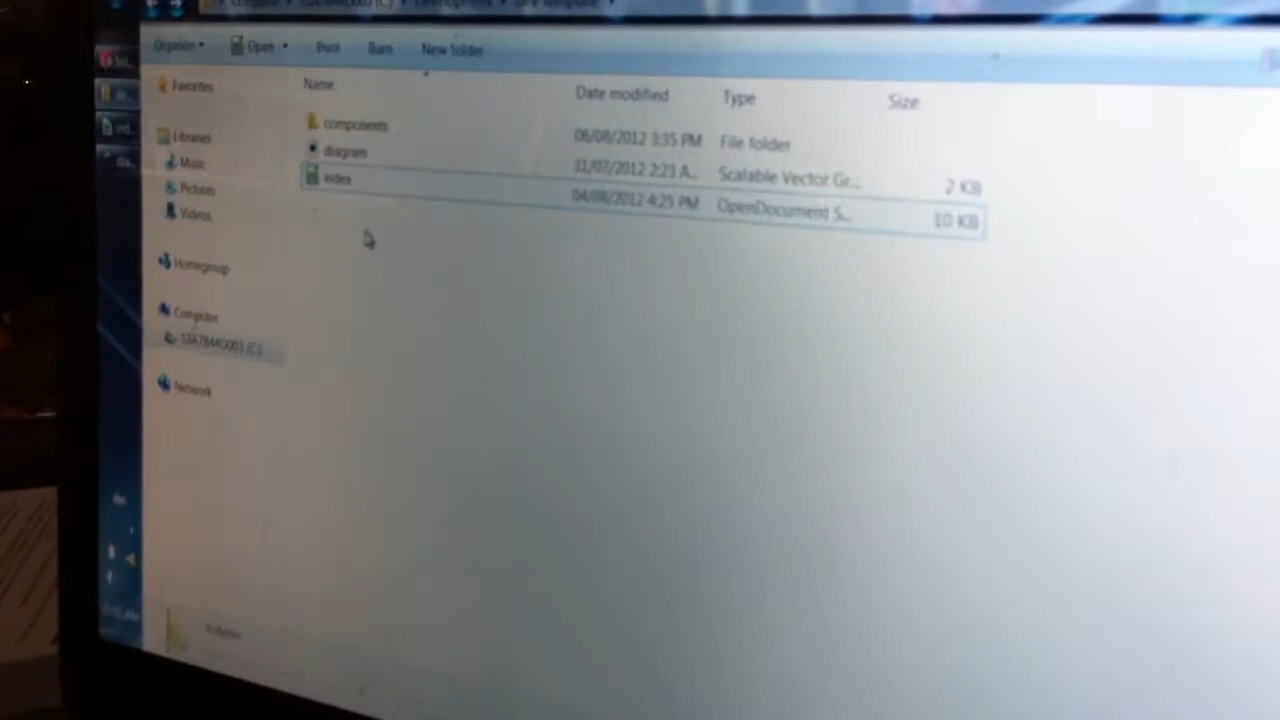 Organize Open Print Burn New folder
Favorites
Libraries
Music
Pictures
Videos
Homegroup
Computer
S3A7844D003 (C:)
Network
Name Date modified Type Size
components 06/08/2012 3:35 PM File folder
diagram 11/07/2012 2:23 A... Scalable Vector Gr... 2 KB
index 04/08/2012 4:25 PM OpenDocument S... 10 KB